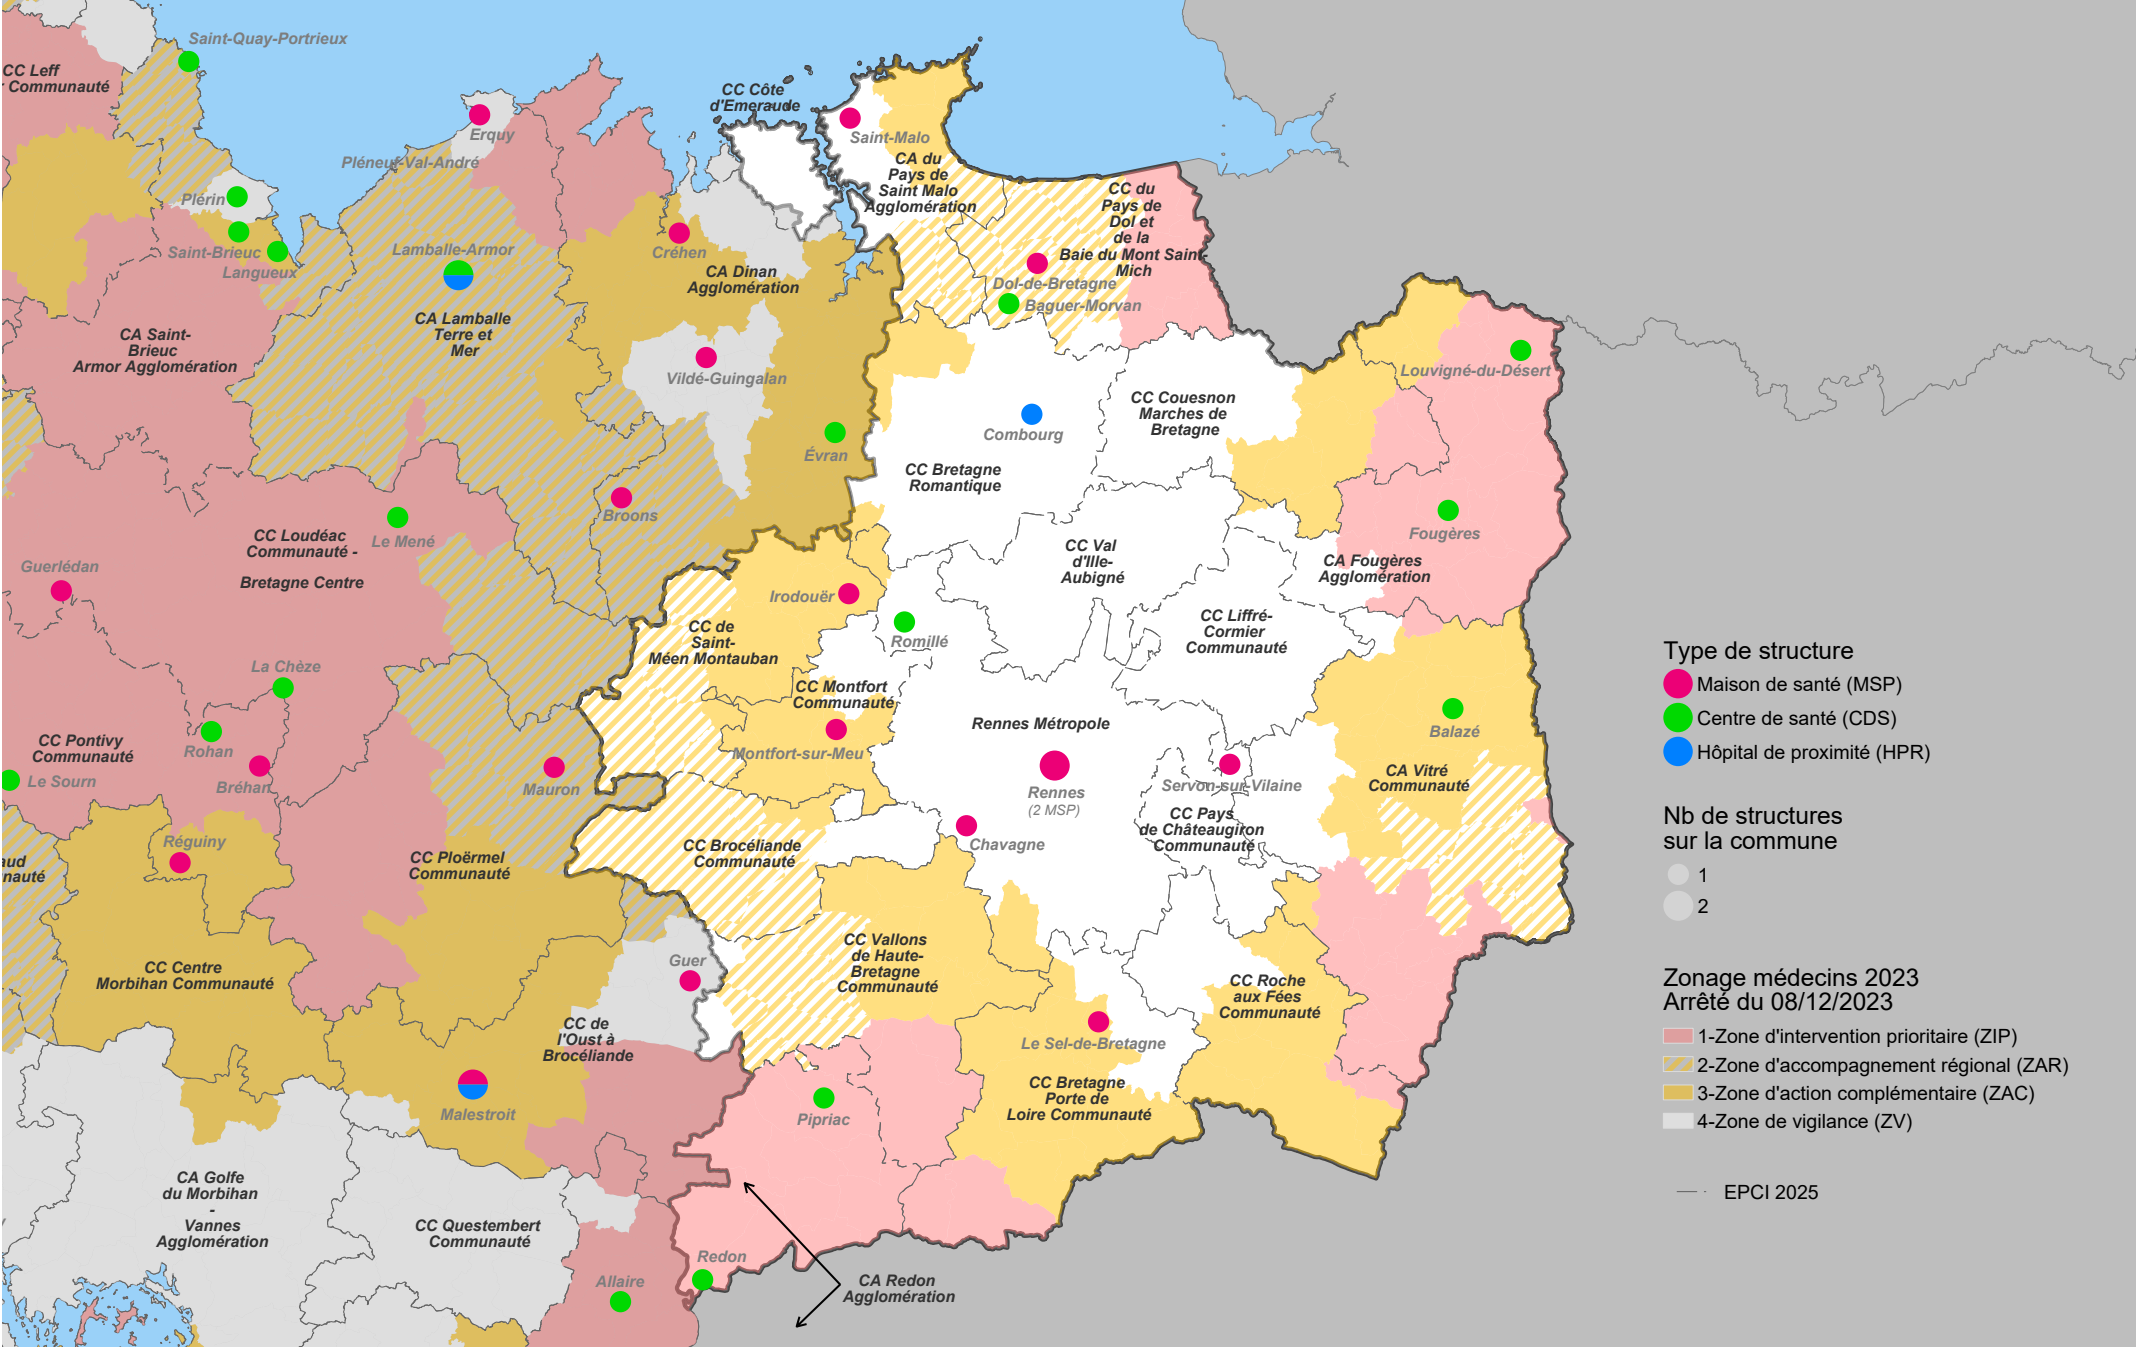 Saint-Quay-Portrieux
CC Leff
Communauté
Erquy
Pléneuf-Val-André
Plérin
Saint-Brieuc
Langueux
Lamballe-Armor
CA Lamballe
Terre et
Mer
CA Saint-
Brieuc
Armor Agglomération
CC Côte
d'Emeraude
Saint-Malo
CA du
Pays de
Saint Malo
Agglomération
CC du
Pays de
Dol et
de la
Baie du Mont Saint-
Mich
Dol-de-Bretagne
Baguer-Morvan
Créhen
CA Dinan
Agglomération
Vildé-Guingalan
Évran
Broons
Combourg
CC Bretagne
Romantique
CC Couesnon
Marches de
Bretagne
Louvigné-du-Désert
Fougères
CA Fougères
Agglomération
CC Val
d'Ille-
Aubigné
CC Liffré-
Cormier
Communauté
CC Loudéac
Communauté -
Bretagne Centre
Le Mené
Guerlédan
La Chèze
Rohan
Bréhan
CC Pontivy
Communauté
Le Sourn
Réguiny
aud
nauté
Mauron
Irodouër
Romillé
CC de
Saint-
Méen Montauban
CC Montfort
Communauté
Montfort-sur-Meu
Rennes Métropole
Rennes
(2 MSP)
Chavagne
Servon-sur-Vilaine
CC Pays
de Châteaugiron
Communauté
Balazé
CA Vitré
Communauté
CC Brocéliande
Communauté
CC Ploërmel
Communauté
CC Centre
Morbihan Communauté
Guer
CC de
l'Oust à
Brocéliande
Malestroit
CC Vallons
de Haute-
Bretagne
Communauté
CC Roche
aux Fées
Communauté
Le Sel-de-Bretagne
CC Bretagne
Porte de
Loire Communauté
Pipriac
CA Golfe
du Morbihan
-
Vannes
Agglomération
CC Questembert
Communauté
Allaire
Redon
CA Redon
Agglomération
Type de structure
Maison de santé (MSP)
Centre de santé (CDS)
Hôpital de proximité (HPR)
Nb de structures
sur la commune
1
2
Zonage médecins 2023
Arrêté du 08/12/2023
1-Zone d'intervention prioritaire (ZIP)
2-Zone d'accompagnement régional (ZAR)
3-Zone d'action complémentaire (ZAC)
4-Zone de vigilance (ZV)
EPCI 2025